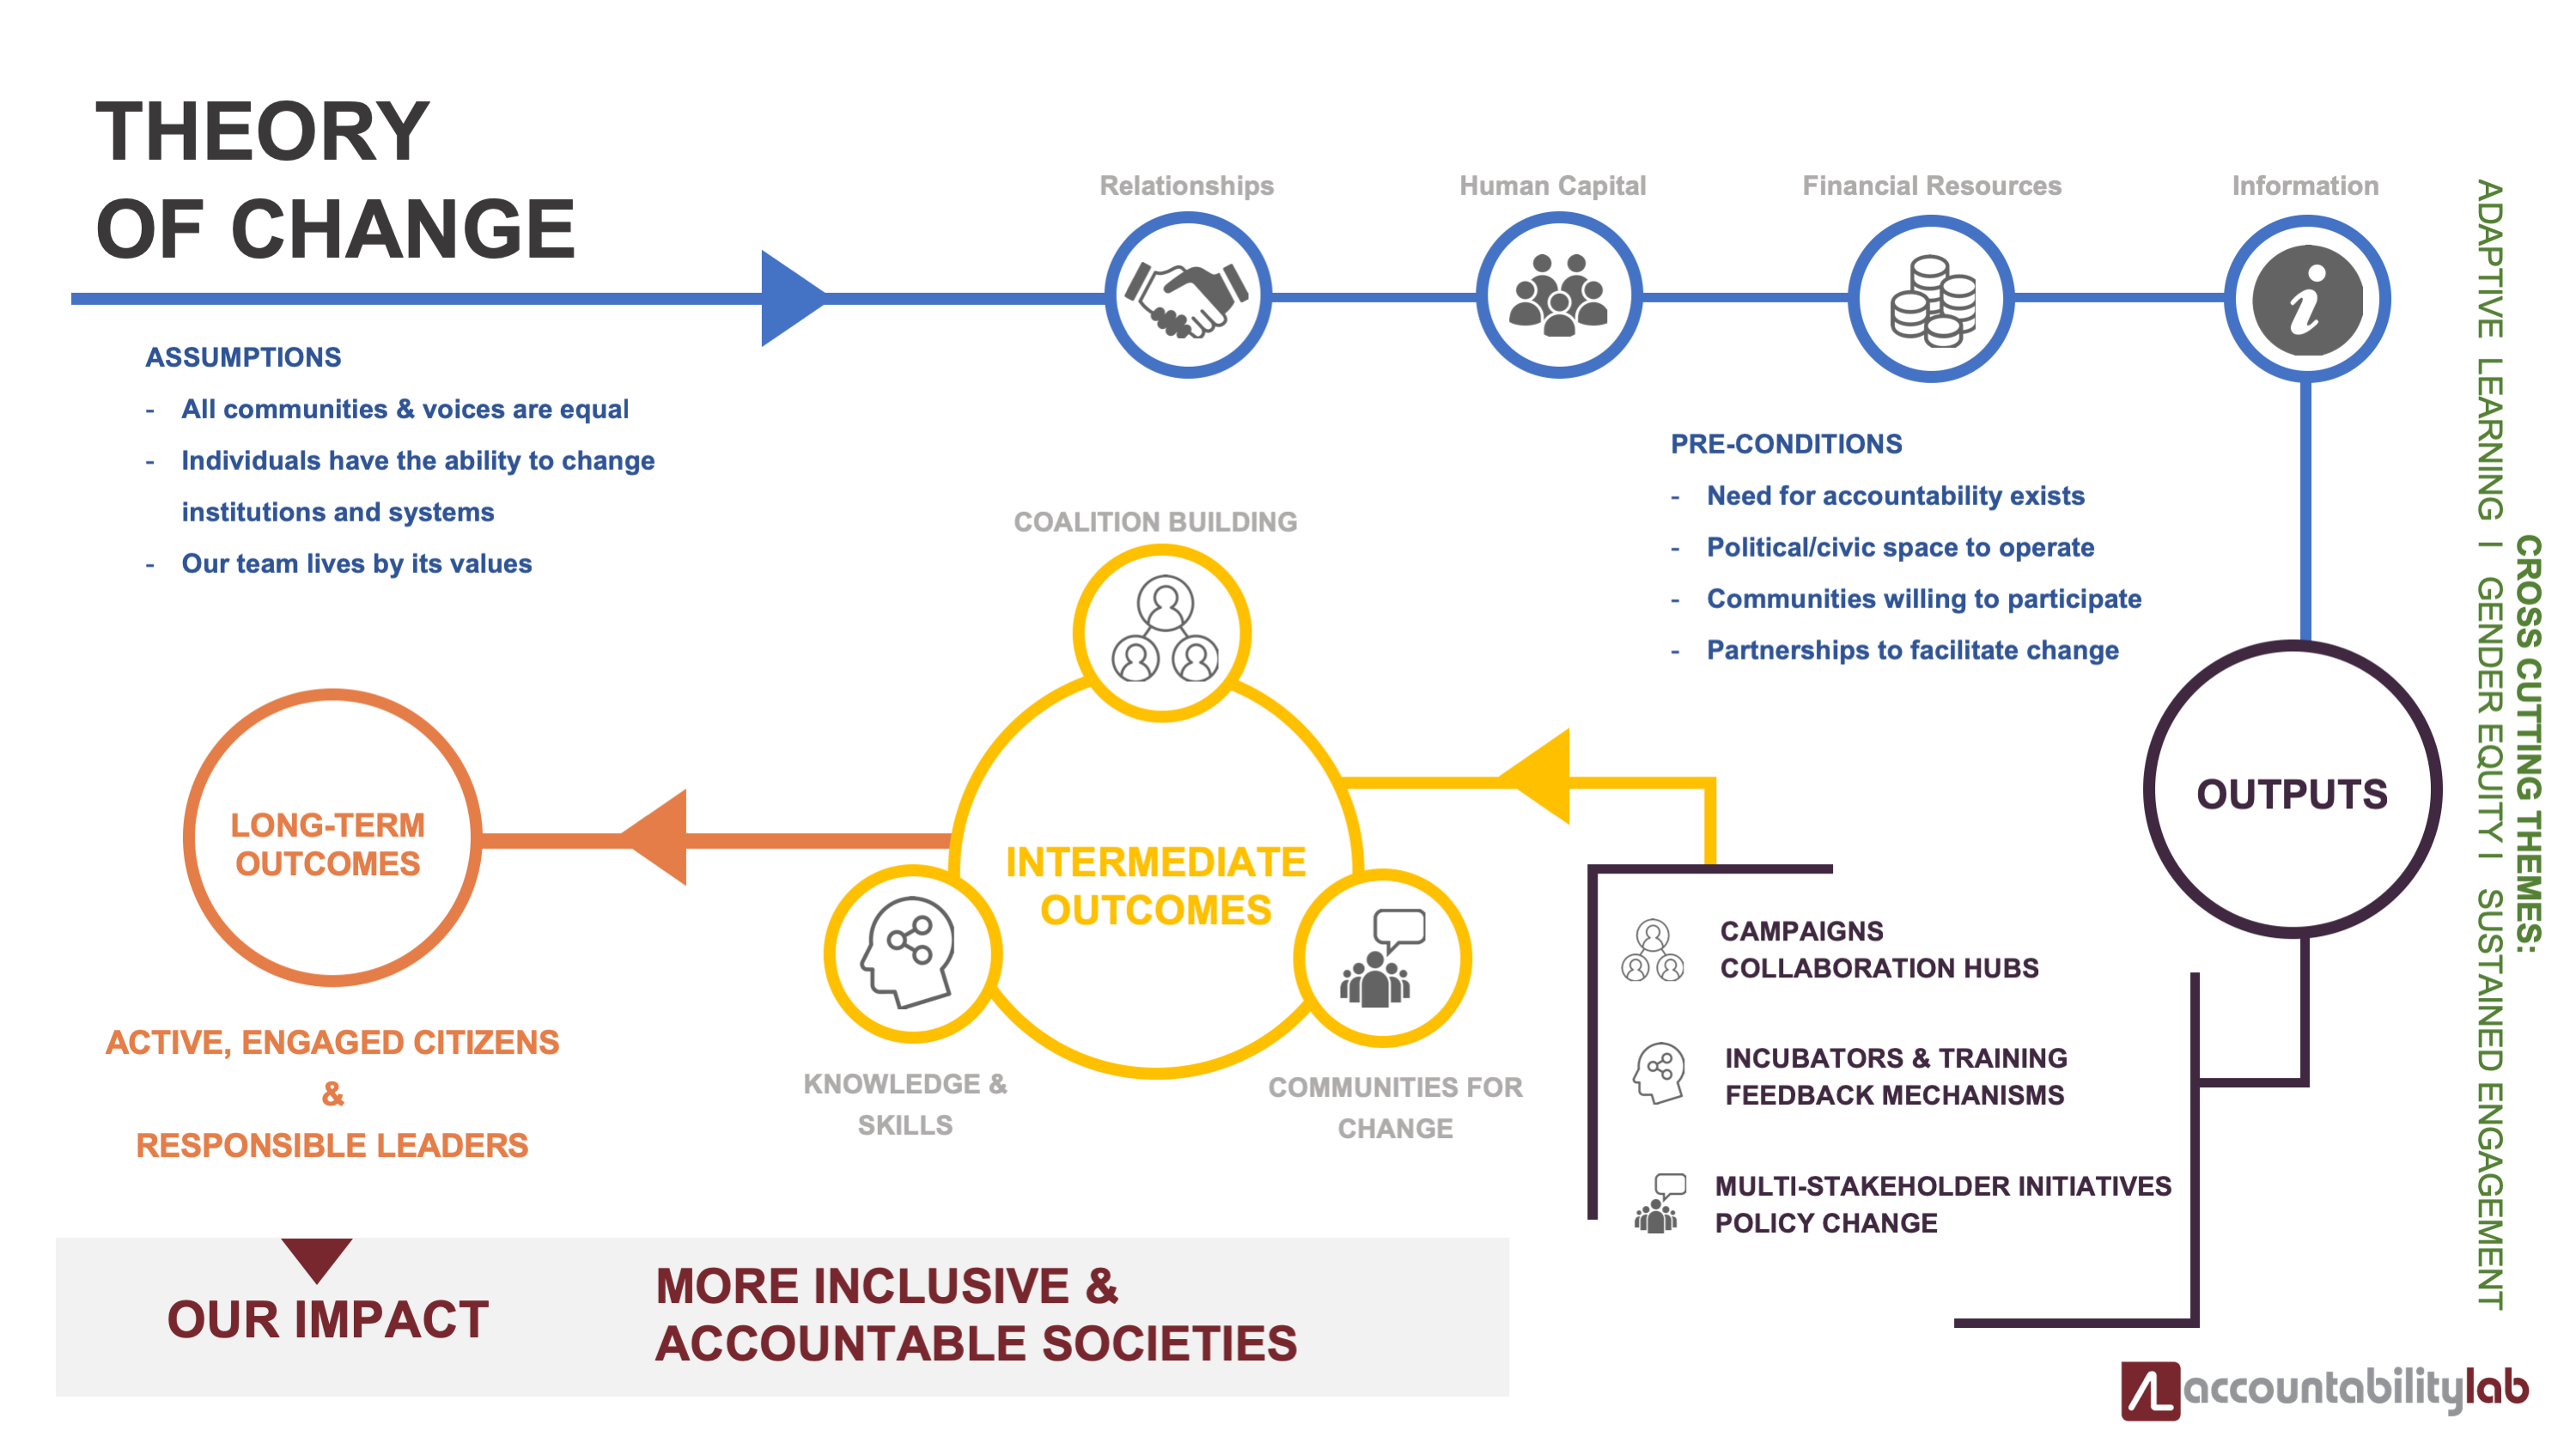 THEORY
OF CHANGE
Relationships
Human Capital
Financial Resources
Information
ASSUMPTIONS
- All communities & voices are equal
- Individuals have the ability to change
institutions and systems
- Our team lives by its values
PRE-CONDITIONS
- Need for accountability exists
- Political/civic space to operate
- Communities willing to participate
- Partnerships to facilitate change
OUTPUTS
CAMPAIGNS
COLLABORATION HUBS
INCUBATORS & TRAINING
FEEDBACK MECHANISMS
MULTI-STAKEHOLDER INITIATIVES
POLICY CHANGE
COALITION BUILDING
INTERMEDIATE
OUTCOMES
KNOWLEDGE &
SKILLS
COMMUNITIES FOR
CHANGE
LONG-TERM
OUTCOMES
ACTIVE, ENGAGED CITIZENS
&
RESPONSIBLE LEADERS
OUR IMPACT
MORE INCLUSIVE &
ACCOUNTABLE SOCIETIES
CROSS CUTTING THEMES:
ADAPTIVE LEARNING I GENDER EQUITY I SUSTAINED ENGAGEMENT
accountabilitylab